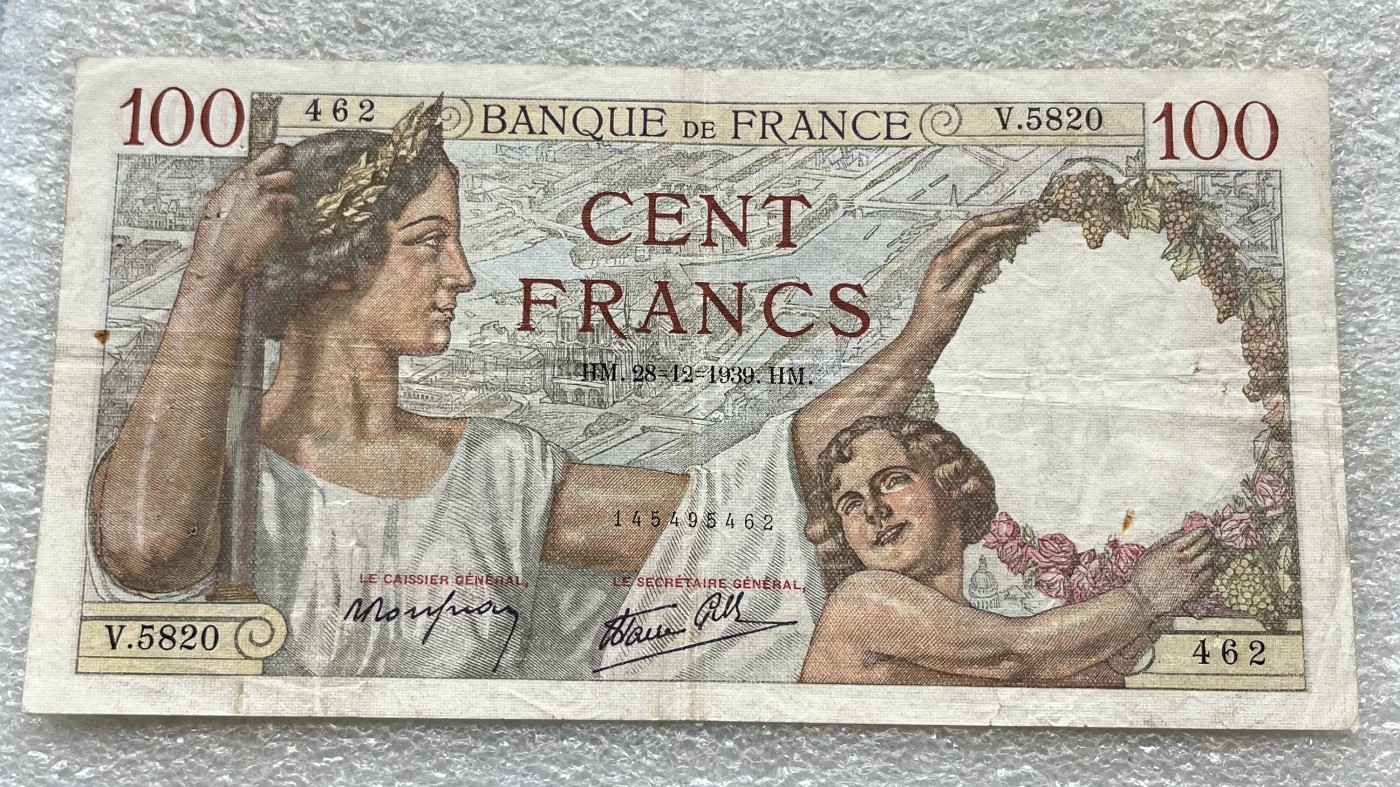 100 462 BANQUE DE FRANCE V.5820 100
CENT
FRANCS
HM. 28=12=1939. HM.
145495462
LE CAISSIER GÉNÉRAL, LE SECRÉTAIRE GÉNÉRAL,
V.5820 462